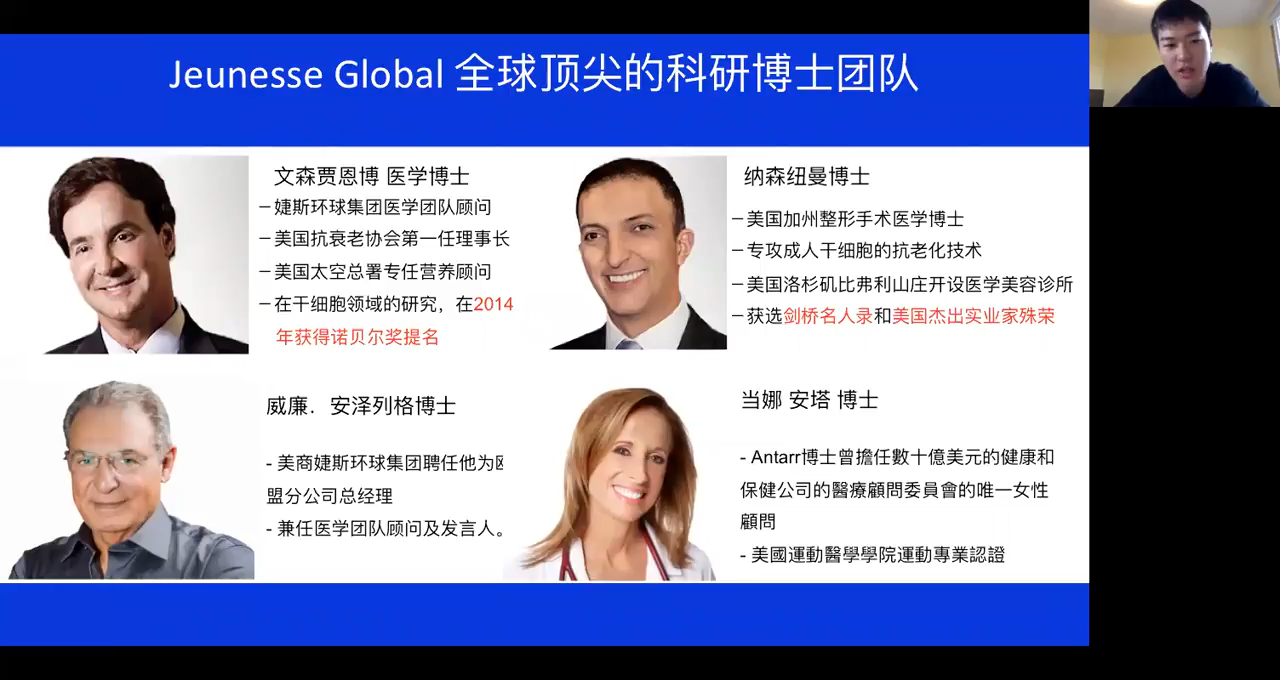 Jeunesse Global 全球顶尖的科研博士团队
文森贾恩博 医学博士
–婕斯环球集团医学团队顾问
–美国抗衰老协会第一任理事长
–美国太空总署专任营养顾问
–在干细胞领域的研究，在2014
年获得诺贝尔奖提名
纳森纽曼博士
–美国加州整形手术医学博士
–专攻成人干细胞的抗老化技术
–美国洛杉矶比弗利山庄开设医学美容诊所
–获选剑桥名人录和美国杰出实业家殊荣
威廉．安泽列格博士
- 美商婕斯环球集团聘任他为欧
盟分公司总经理
- 兼任医学团队顾问及发言人。
当娜 安塔 博士
- Antarr博士曾擔任數十億美元的健康和
保健公司的醫療顧問委員會的唯一女性
顧問
- 美國運動醫學學院運動專業認證